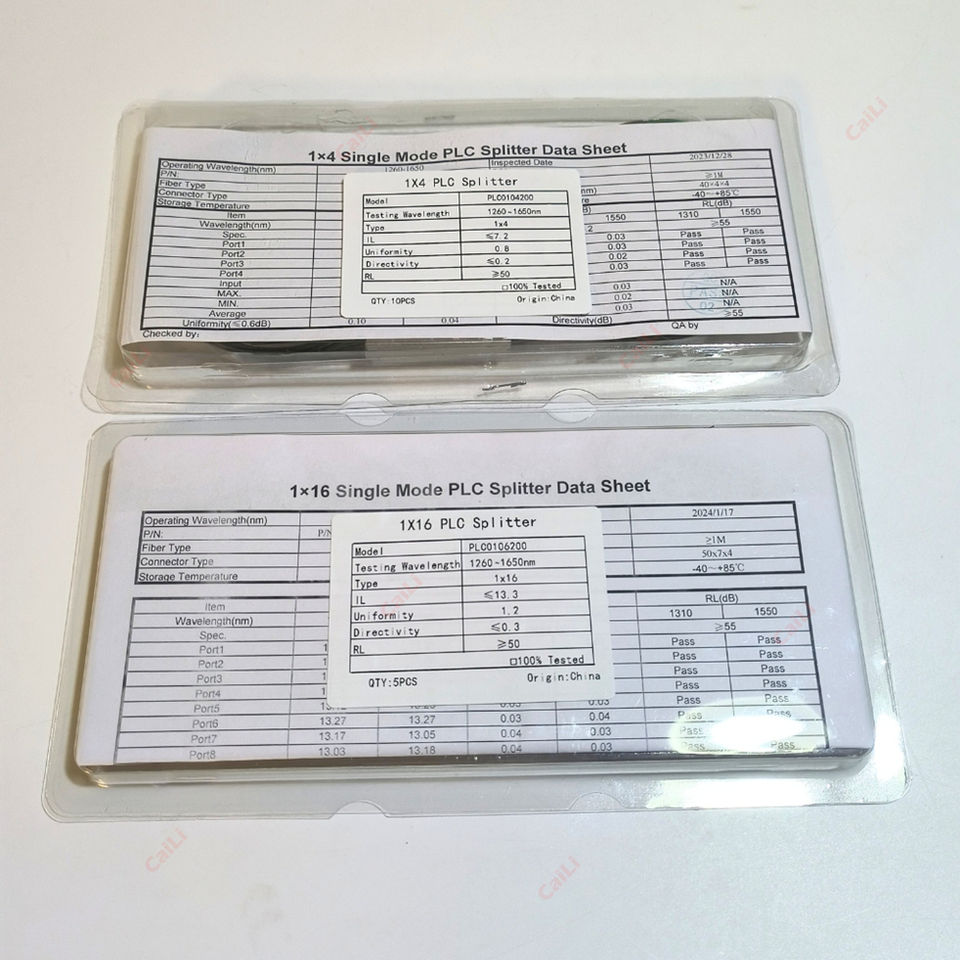 1×4 Single Mode PLC Splitter Data Sheet
Operating Wavelength(nm) 1260-1650 Inspected Date 2023/12/28
P/N: ≥1M
Fiber Type 40×4×4
Connector Type -40~+85℃
Storage Temperature RL(dB)
Item 1550 1310 1550
Wavelength(nm) ≥55
Spec. 0.03 Pass Pass
Port1 0.03 Pass Pass
Port2 0.02 Pass Pass
Port3 0.03 Pass Pass
Port4
Input N/A
MAX. 0.03 N/A
MIN. 0.02 N/A
Average 0.03 ≥55
Uniformity(≤0.6dB) 0.10 0.04 Directivity(dB)
Checked by: QA by
1X4 PLC Splitter
Model PLC0104200
Testing Wavelength 1260~1650nm
Type 1x4
IL ≤7.2
Uniformity 0.8
Directivity ≤0.2
RL ≥50
□100% Tested
QTY:10PCS Origin:China
1×16 Single Mode PLC Splitter Data Sheet
Operating Wavelength(nm) 2024/1/17
P/N: P/N
Fiber Type ≥1M
Connector Type 50x7x4
Storage Temperature -40~+85℃
Item RL(dB)
Wavelength(nm) 1310 1550
Spec. ≥55
Port1 Pass Pass
Port2 Pass Pass
Port3 Pass Pass
Port4 Pass Pass
Port5 Pass Pass
Port6 13.27 13.27 0.03 0.04 Pass Pass
Port7 13.17 13.05 0.04 0.03 Pass
Port8 13.03 13.18 0.04 0.03 Pass
1X16 PLC Splitter
Model PLC0106200
Testing Wavelength 1260~1650nm
Type 1x16
IL ≤13.3
Uniformity 1.2
Directivity ≤0.3
RL ≥50
□100% Tested
QTY:5PCS Origin:China
CaiLi
CaiLi
CaiLi
CaiLi